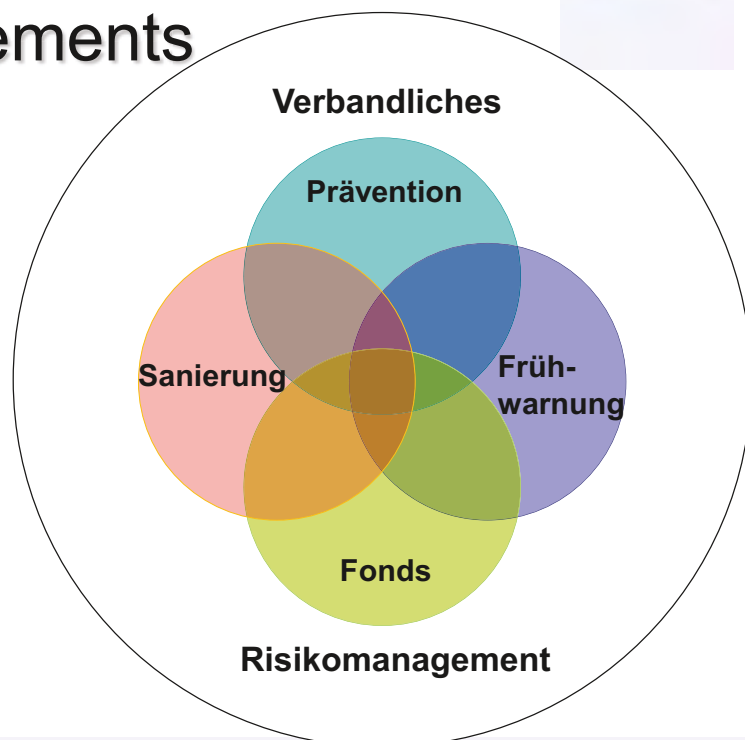 ements
Verbandliches
Prävention
Sanierung
Früh-
warnung
Fonds
Risikomanagement